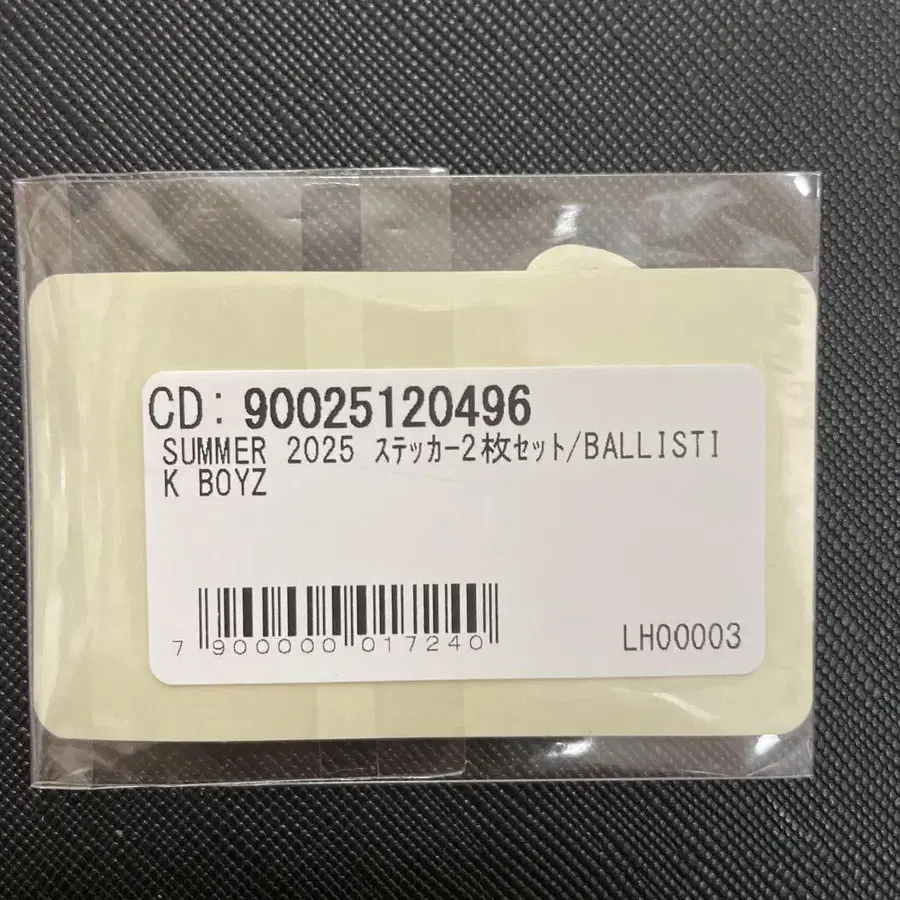 CD: 90025120496
SUMMER 2025 ｽﾃｯｶｰ2枚ｾｯﾄ/BALLISTI
K BOYZ
7 900000 017240
LH00003